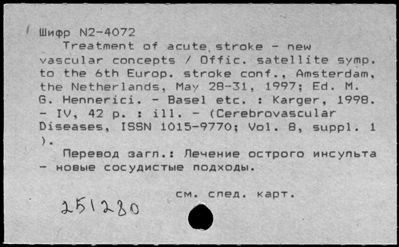 Шифр N2-4072
Treatment of acute stroke - new
vascular concepts / Offic. satellite symp.
to the 6th Europ. stroke conf., Amsterdam,
the Netherlands, May 28-31, 1997; Ed. M.
G. Hennerici. - Basel etc. : Karger, 1998.
- IV, 42 p. : ill. - (Cerebrovascular
Diseases, ISSN 1015-9770; Vol. 8, suppl. 1
).
Перевод загл.: Лечение острого инсульта
- новые сосудистые подходы.
см. след. карт.
251280